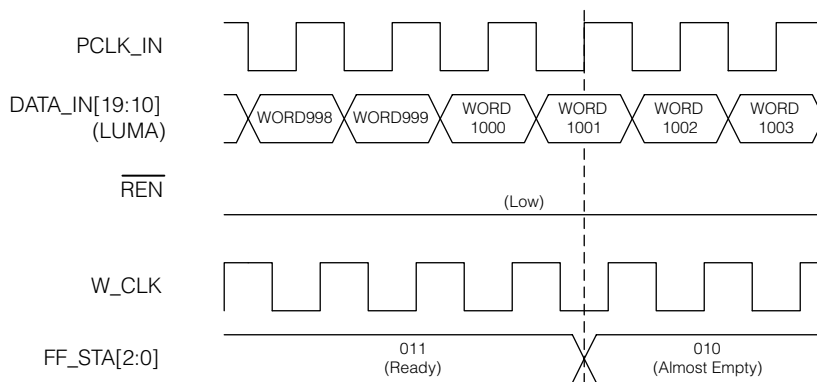 PCLK_IN
DATA_IN[19:10]
(LUMA)
WORD998
WORD999
WORD
1000
WORD
1001
WORD
1002
WORD
1003
REN
(Low)
W_CLK
FF_STA[2:0]
011
(Ready)
010
(Almost Empty)